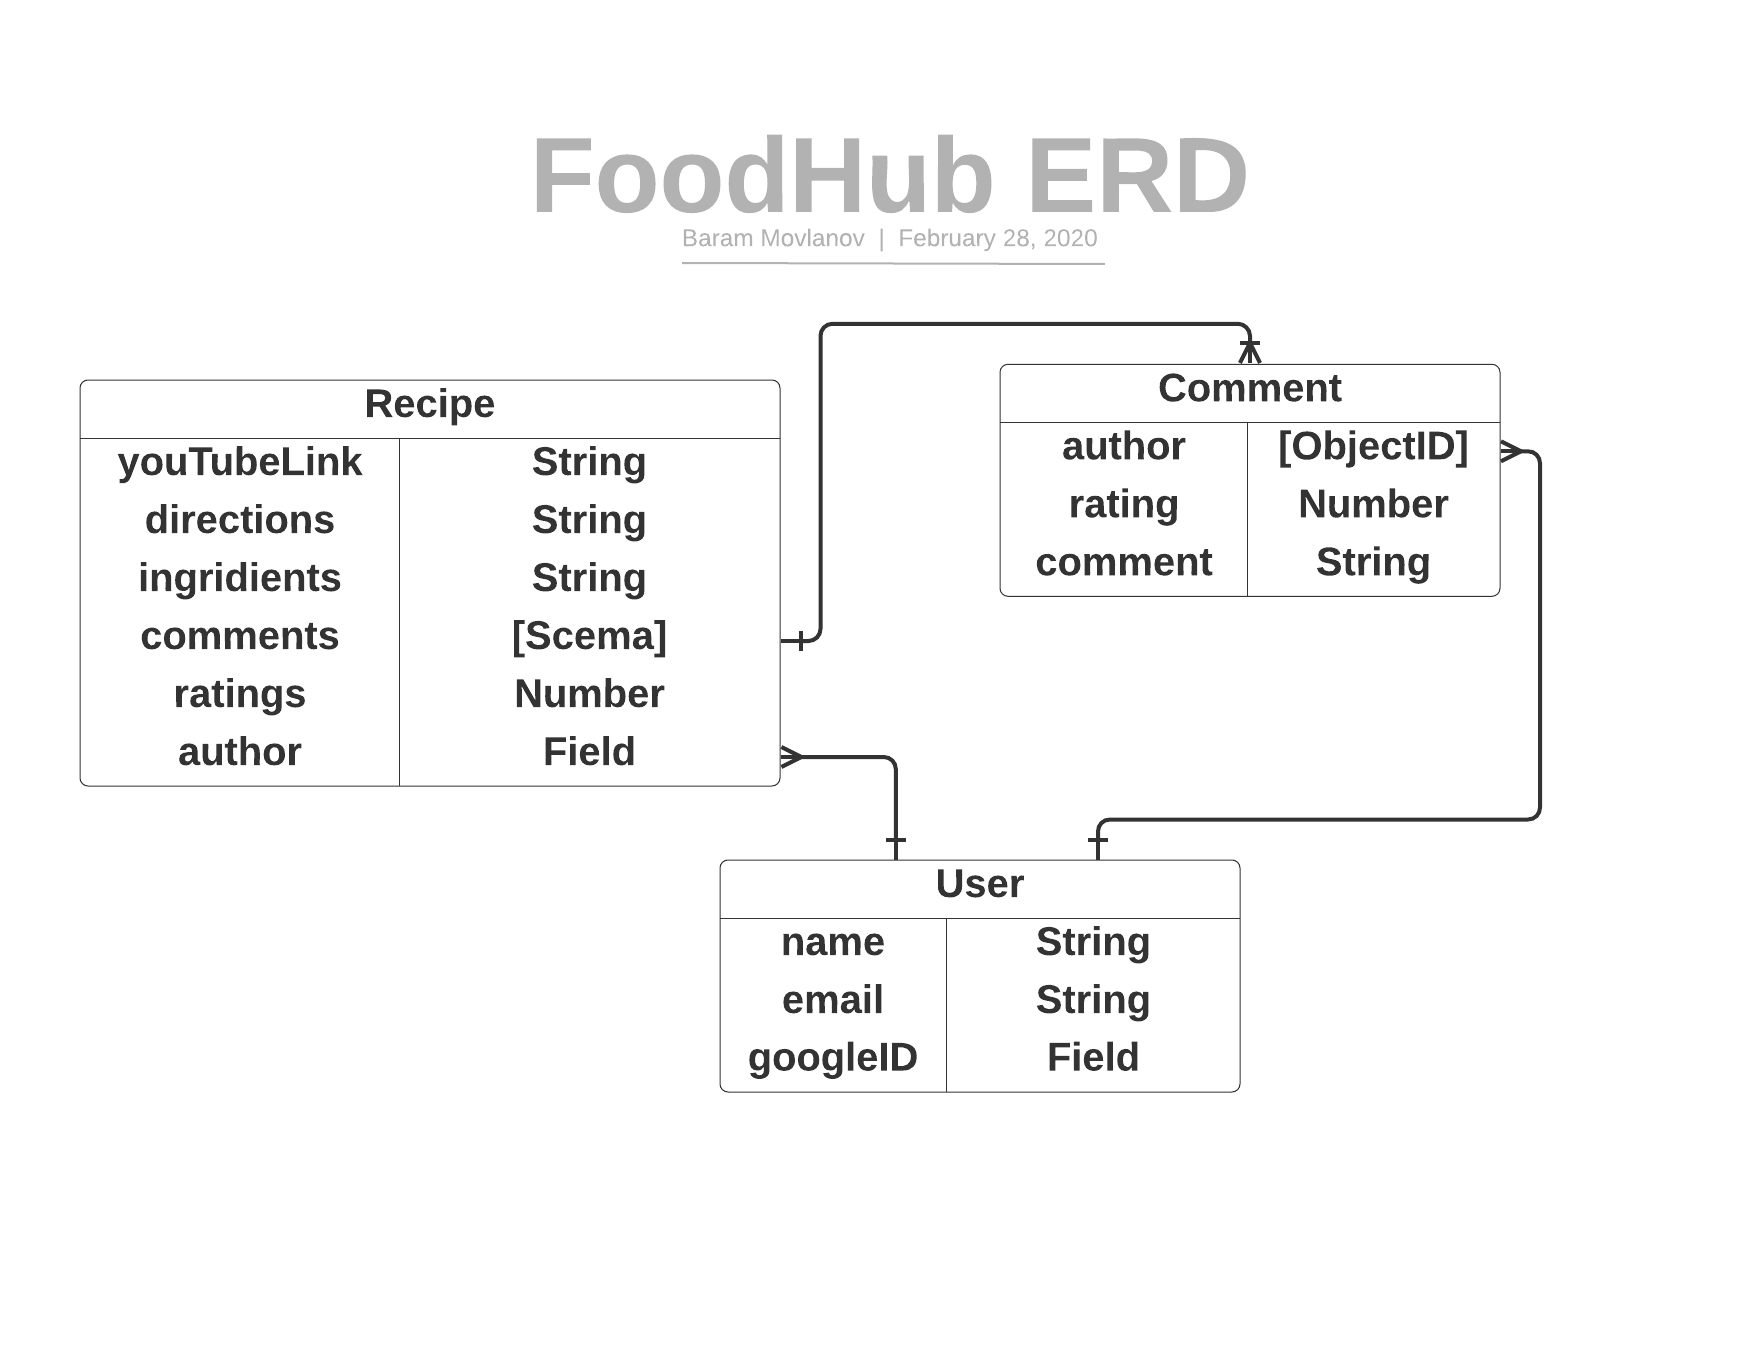 FoodHub ERD
Baram Movlanov | February 28, 2020
Recipe
youTubeLink String
directions String
ingridients String
comments [Scema]
ratings Number
author Field
Comment
author [ObjectID]
rating Number
comment String
User
name String
email String
googleID Field